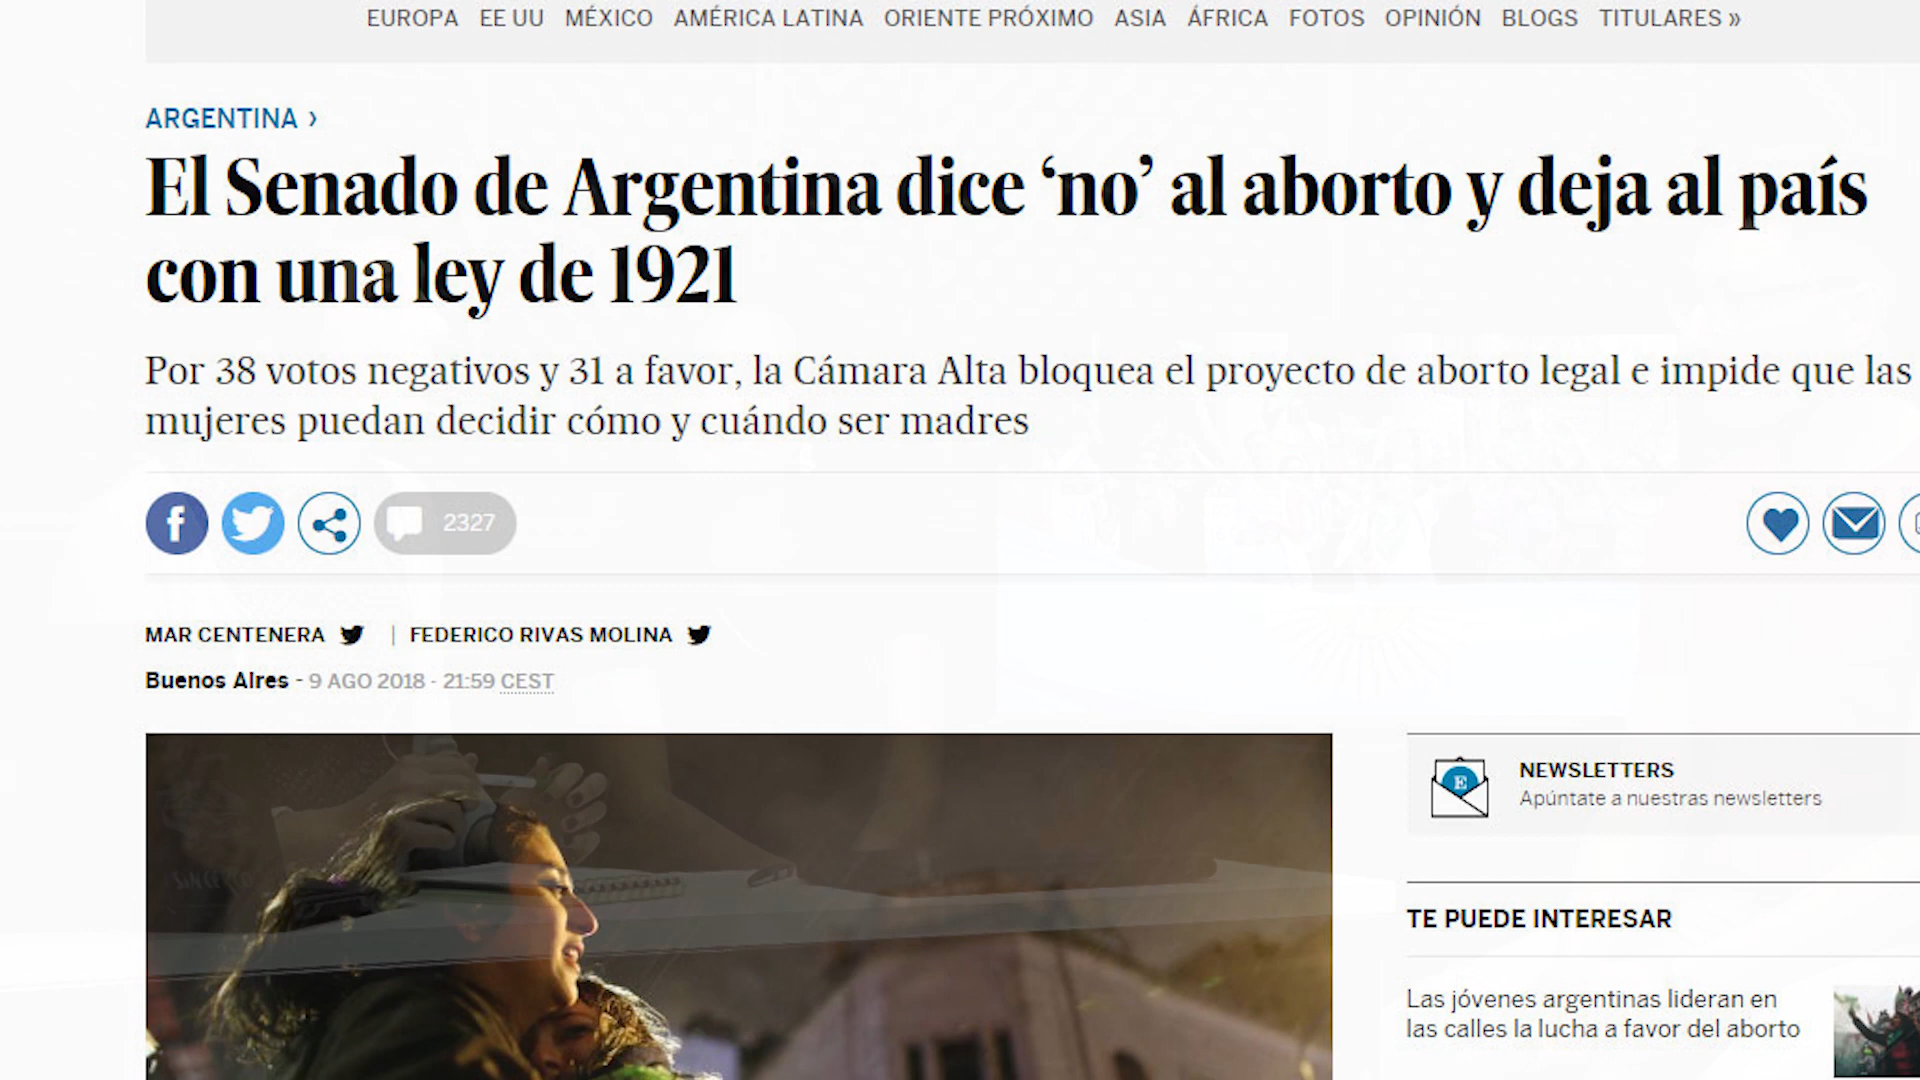 EUROPA EE UU MÉXICO AMÉRICA LATINA ORIENTE PRÓXIMO ASIA ÁFRICA FOTOS OPINIÓN BLOGS TITULARES »
ARGENTINA ›
El Senado de Argentina dice ‘no’ al aborto y deja al país
con una ley de 1921
Por 38 votos negativos y 31 a favor, la Cámara Alta bloquea el proyecto de aborto legal e impide que las
mujeres puedan decidir cómo y cuándo ser madres
f 2327
MAR CENTENERA | FEDERICO RIVAS MOLINA
Buenos Aires - 9 AGO 2018 - 21:59 CEST
E
NEWSLETTERS
Apúntate a nuestras newsletters
TE PUEDE INTERESAR
Las jóvenes argentinas lideran en
las calles la lucha a favor del aborto